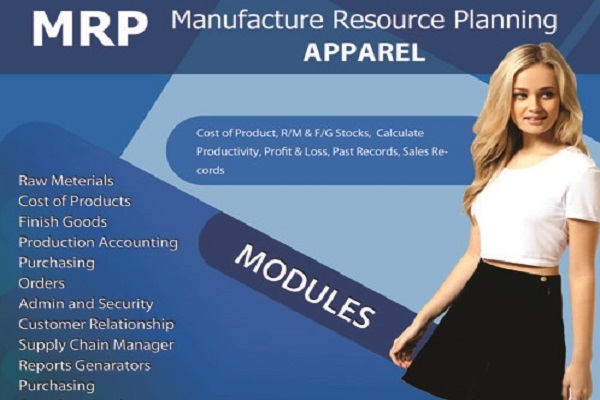 MRP
Manufacture Resource Planning
APPAREL
Cost of Product, R/M & F/G Stocks, Calculate
Productivity, Profit & Loss, Past Records, Sales Re-
cords
MODULES
Raw Meterials
Cost of Products
Finish Goods
Production Accounting
Purchasing
Orders
Admin and Security
Customer Relationship
Supply Chain Manager
Reports Genarators
Purchasing